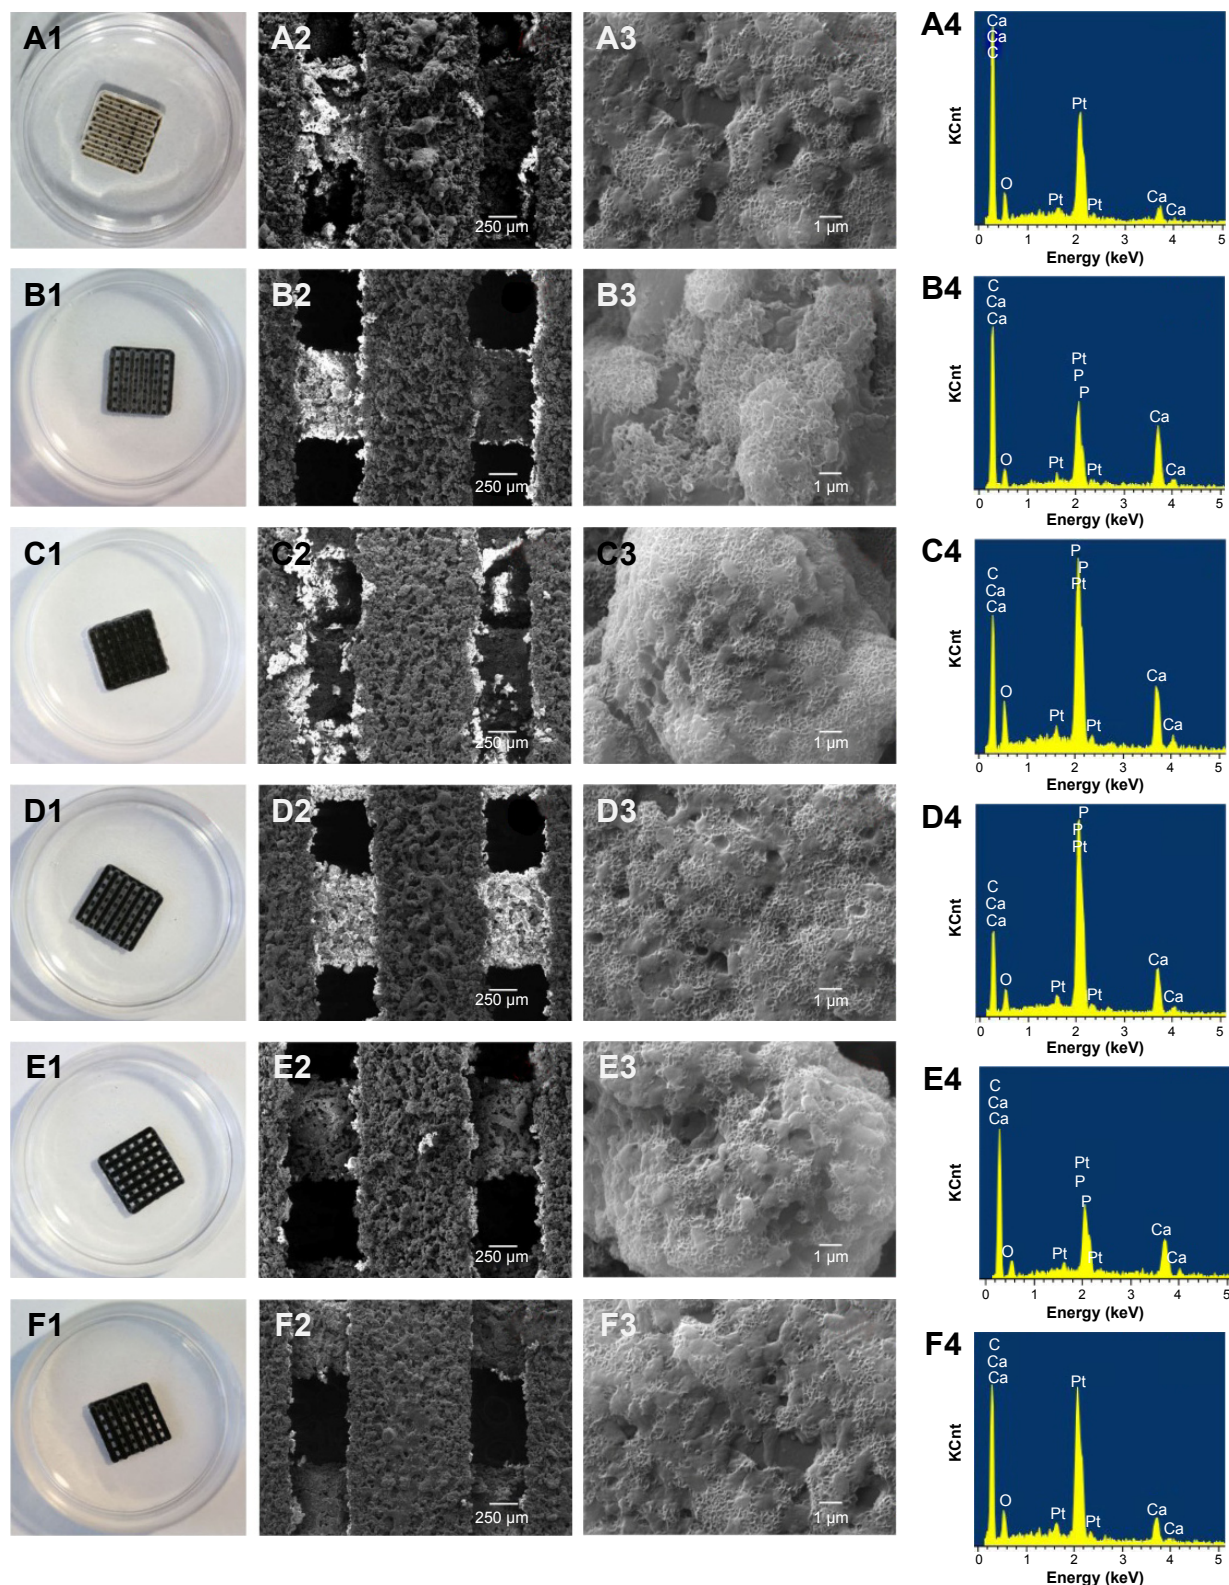 A1
A2
250 µm
A3
1 µm
A4
Ca
Ca
C
O
Pt
Pt
Pt
Ca
Ca
KCnt
0 1 2 3 4 5
Energy (keV)
B1
B2
250 µm
B3
1 µm
B4
C
Ca
Ca
O
Pt
Pt
P
P
Pt
Ca
Ca
KCnt
0 1 2 3 4 5
Energy (keV)
C1
C2
250 µm
C3
1 µm
C4
C
Ca
Ca
O
Pt
P
P
Pt
Pt
Ca
Ca
KCnt
0 1 2 3 4 5
Energy (keV)
D1
D2
250 µm
D3
1 µm
D4
C
Ca
Ca
O
Pt
P
P
Pt
Pt
Ca
Ca
KCnt
0 1 2 3 4 5
Energy (keV)
E1
E2
250 µm
E3
1 µm
E4
C
Ca
Ca
O
Pt
Pt
P
P
Pt
Ca
Ca
KCnt
0 1 2 3 4 5
Energy (keV)
F1
F2
250 µm
F3
1 µm
F4
C
Ca
Ca
O
Pt
Pt
Pt
Ca
Ca
KCnt
0 1 2 3 4 5
Energy (keV)